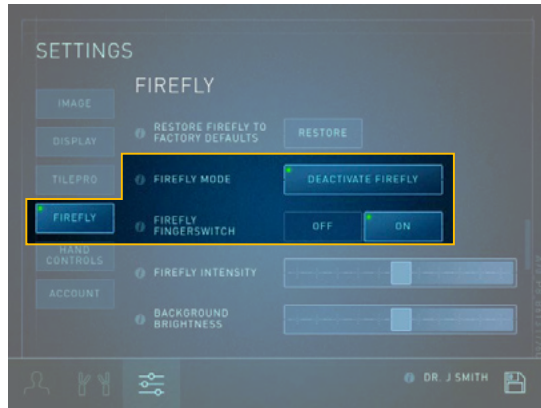 SETTINGS
FIREFLY
IMAGE
DISPLAY
TILEPRO
FIREFLY
HAND
CONTROLS
ACCOUNT
RESTORE FIREFLY TO
FACTORY DEFAULTS
RESTORE
FIREFLY MODE
DEACTIVATE FIREFLY
FIREFLY
FINGERSWITCH
OFF
ON
FIREFLY INTENSITY
BACKGROUND
BRIGHTNESS
DR. J SMITH